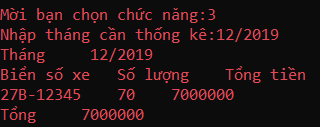 Mời bạn chọn chức năng:3
Nhập tháng cần thống kê:12/2019
Tháng 12/2019
Biển số xe Số lượng Tổng tiền
27B-12345 70 7000000
Tổng 7000000